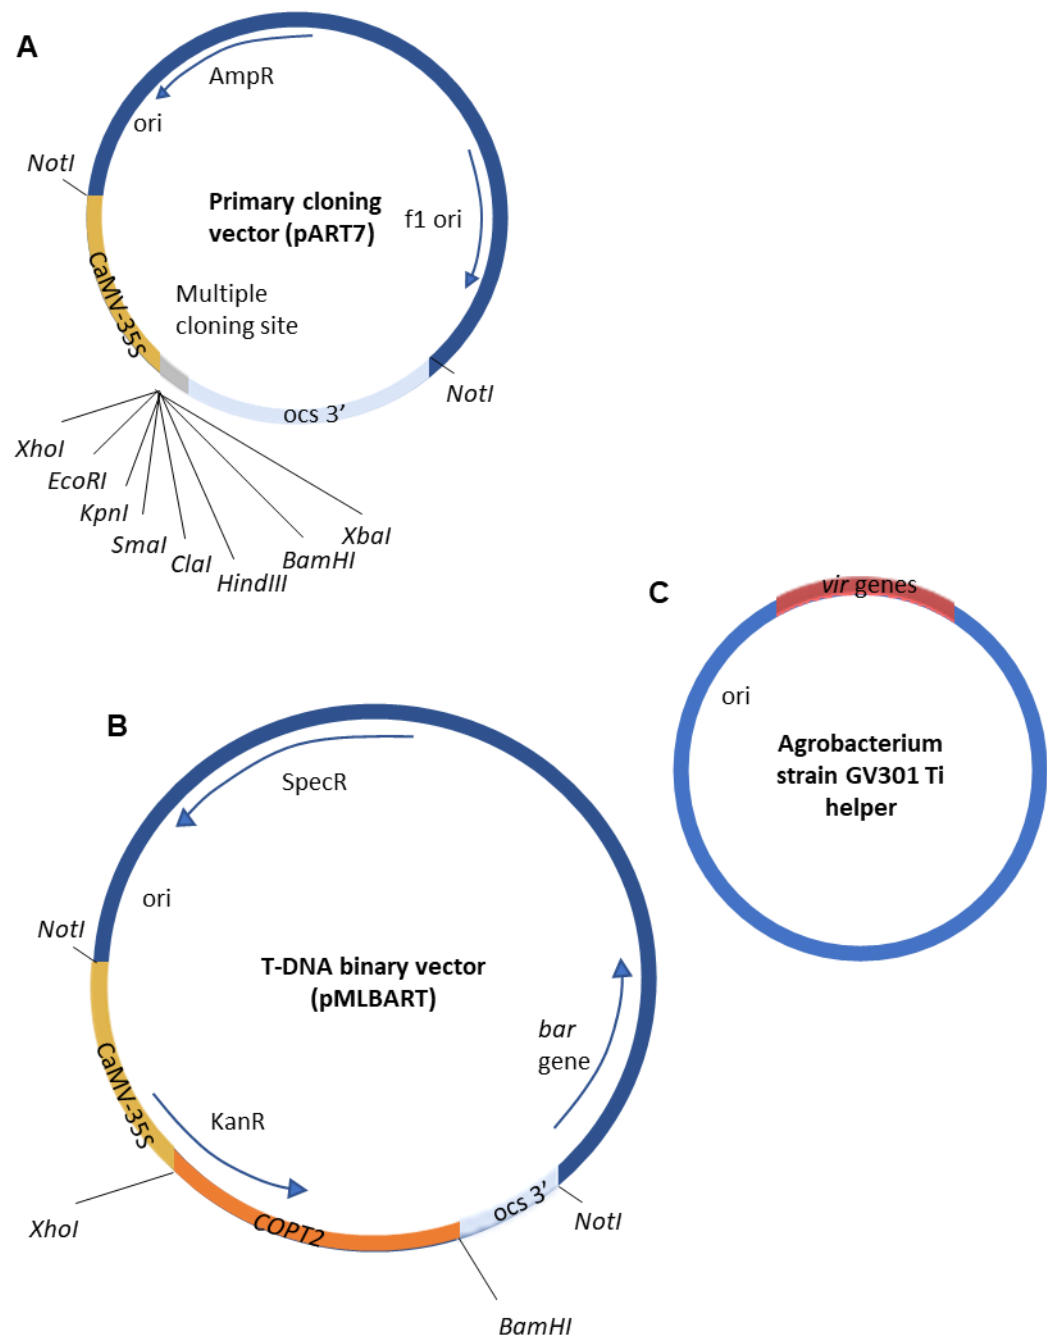 A
AmpR
ori
NotI
Primary cloning
vector (pART7)
f1 ori
CaMV-35S
Multiple
cloning site
NotI
ocs 3’
XhoI
EcoRI
KpnI
SmaI
ClaI
HindIII
BamHI
XbaI
C
vir genes
ori
Agrobacterium
strain GV301 Ti
helper
B
SpecR
ori
NotI
T-DNA binary vector
(pMLBART)
bar
gene
CaMV-35S
KanR
XhoI
COPT2
ocs 3’
NotI
BamHI